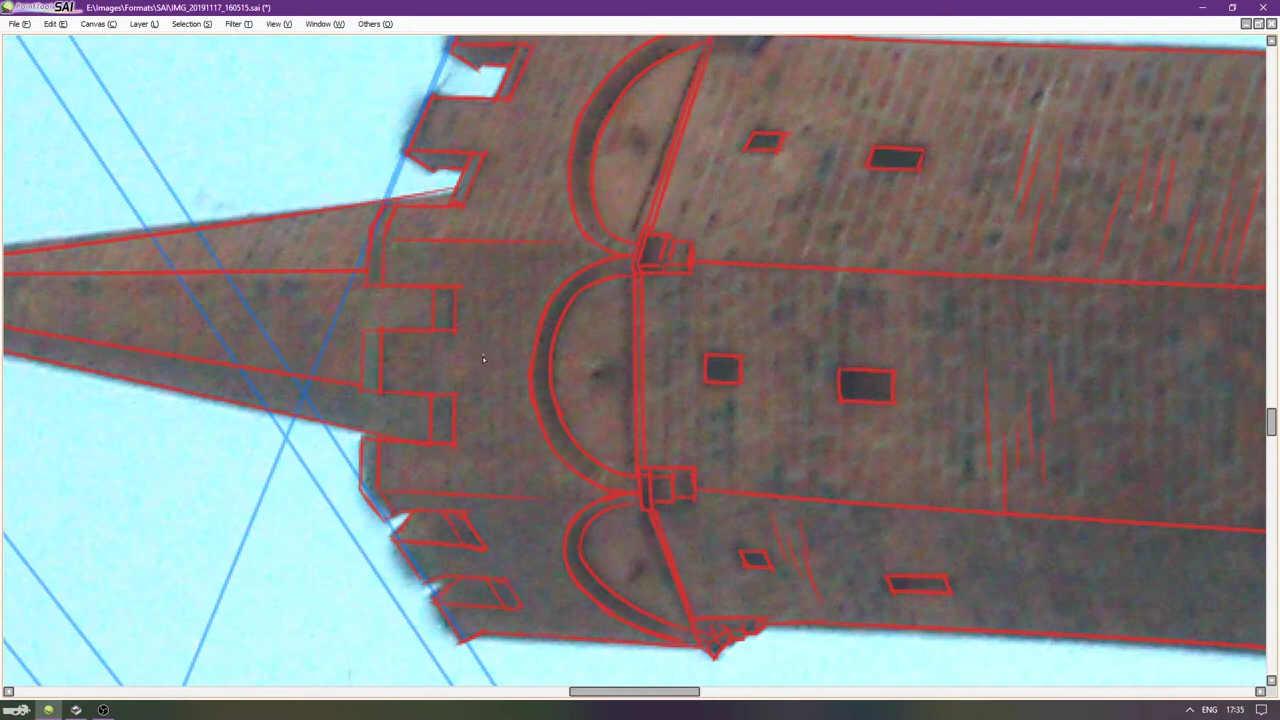 PaintTool SAI E:\Images\Formats\SAI\IMG_20191117_160515.sai (*)
File (F) Edit (E) Canvas (C) Layer (L) Selection (S) Filter (T) View (V) Window (W) Others (O)
ENG 17:35